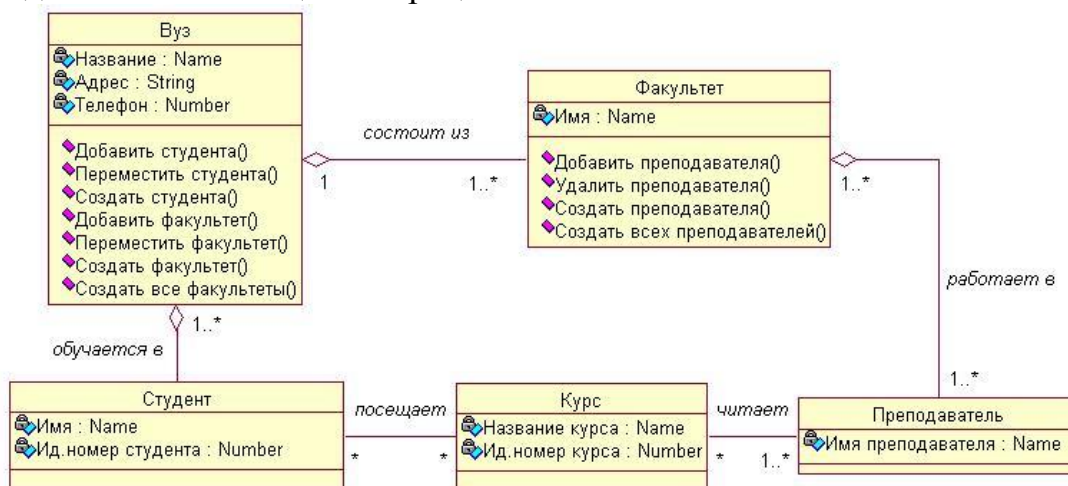 Вуз
Название : Name
Адрес : String
Телефон : Number
Добавить студента()
Переместить студента()
Создать студента()
Добавить факультет()
Переместить факультет()
Создать факультет()
Создать все факультеты()
состоит из
1
1..*
Факультет
Имя : Name
Добавить преподавателя()
Удалить преподавателя()
Создать преподавателя()
Создать всех преподавателей()
1..*
работает в
1..*
1..*
обучается в
Студент
Имя : Name
Ид.номер студента : Number
посещает
*
*
Курс
Название курса : Name
Ид.номер курса : Number
читает
*
1..*
Преподаватель
Имя преподавателя : Name